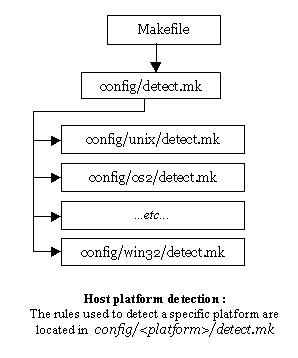 Makefile
config/detect.mk
config/unix/detect.mk
config/os2/detect.mk
...etc...
config/win32/detect.mk
Host platform detection :
The rules used to detect a specific platform are
located in config/<platform>/detect.mk